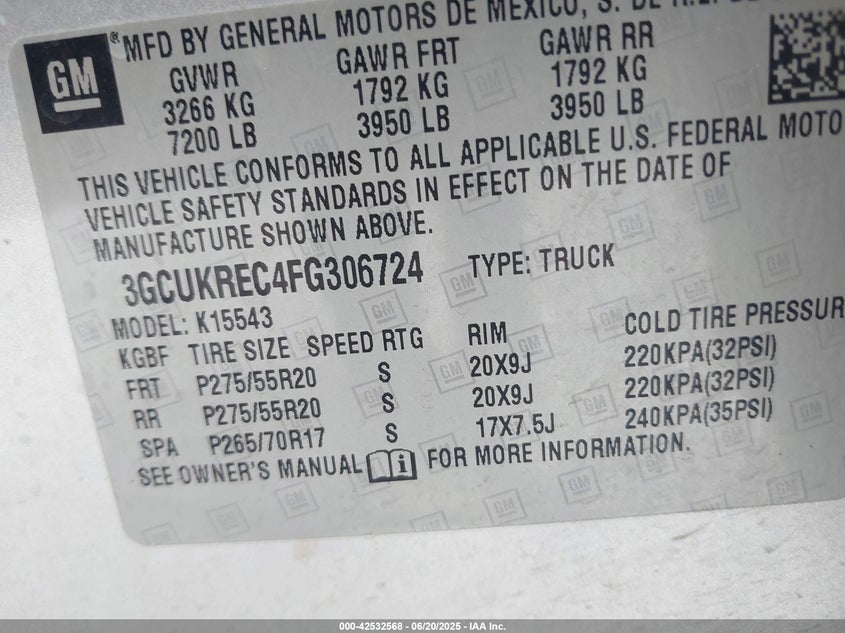 GM
®MFD BY GENERAL MOTORS DE MEXICO, S. DE
GVWR GAWR FRT GAWR RR
3266 KG 1792 KG 1792 KG
7200 LB 3950 LB 3950 LB
THIS VEHICLE CONFORMS TO ALL APPLICABLE U.S. FEDERAL MOTO
VEHICLE SAFETY STANDARDS IN EFFECT ON THE DATE OF
MANUFACTURE SHOWN ABOVE.
3GCUKREC4FG306724 TYPE: TRUCK
MODEL: K15543
KGBF TIRE SIZE SPEED RTG RIM COLD TIRE PRESSUR
FRT P275/55R20 S 20X9J 220KPA(32PSI)
RR P275/55R20 S 20X9J 220KPA(32PSI)
SPA P265/70R17 S 17X7.5J 240KPA(35PSI)
SEE OWNER'S MANUAL FOR MORE INFORMATION.
000-42532568 - 06/20/2025 - IAA Inc.